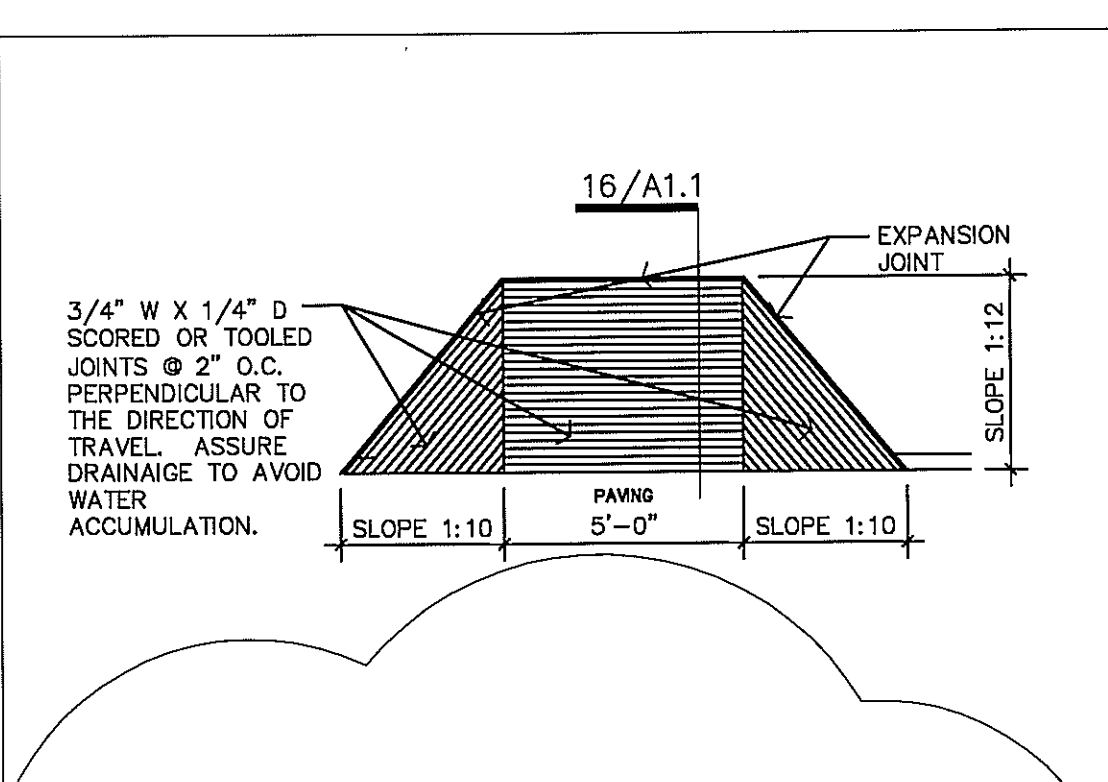 16/A1.1
EXPANSION
JOINT
3/4" W X 1/4" D
SCORED OR TOOLED
JOINTS @ 2" O.C.
PERPENDICULAR TO
THE DIRECTION OF
TRAVEL. ASSURE
DRAINAIGE TO AVOID
WATER
ACCUMULATION.
SLOPE 1:12
PAVING
SLOPE 1:10
5'-0"
SLOPE 1:10